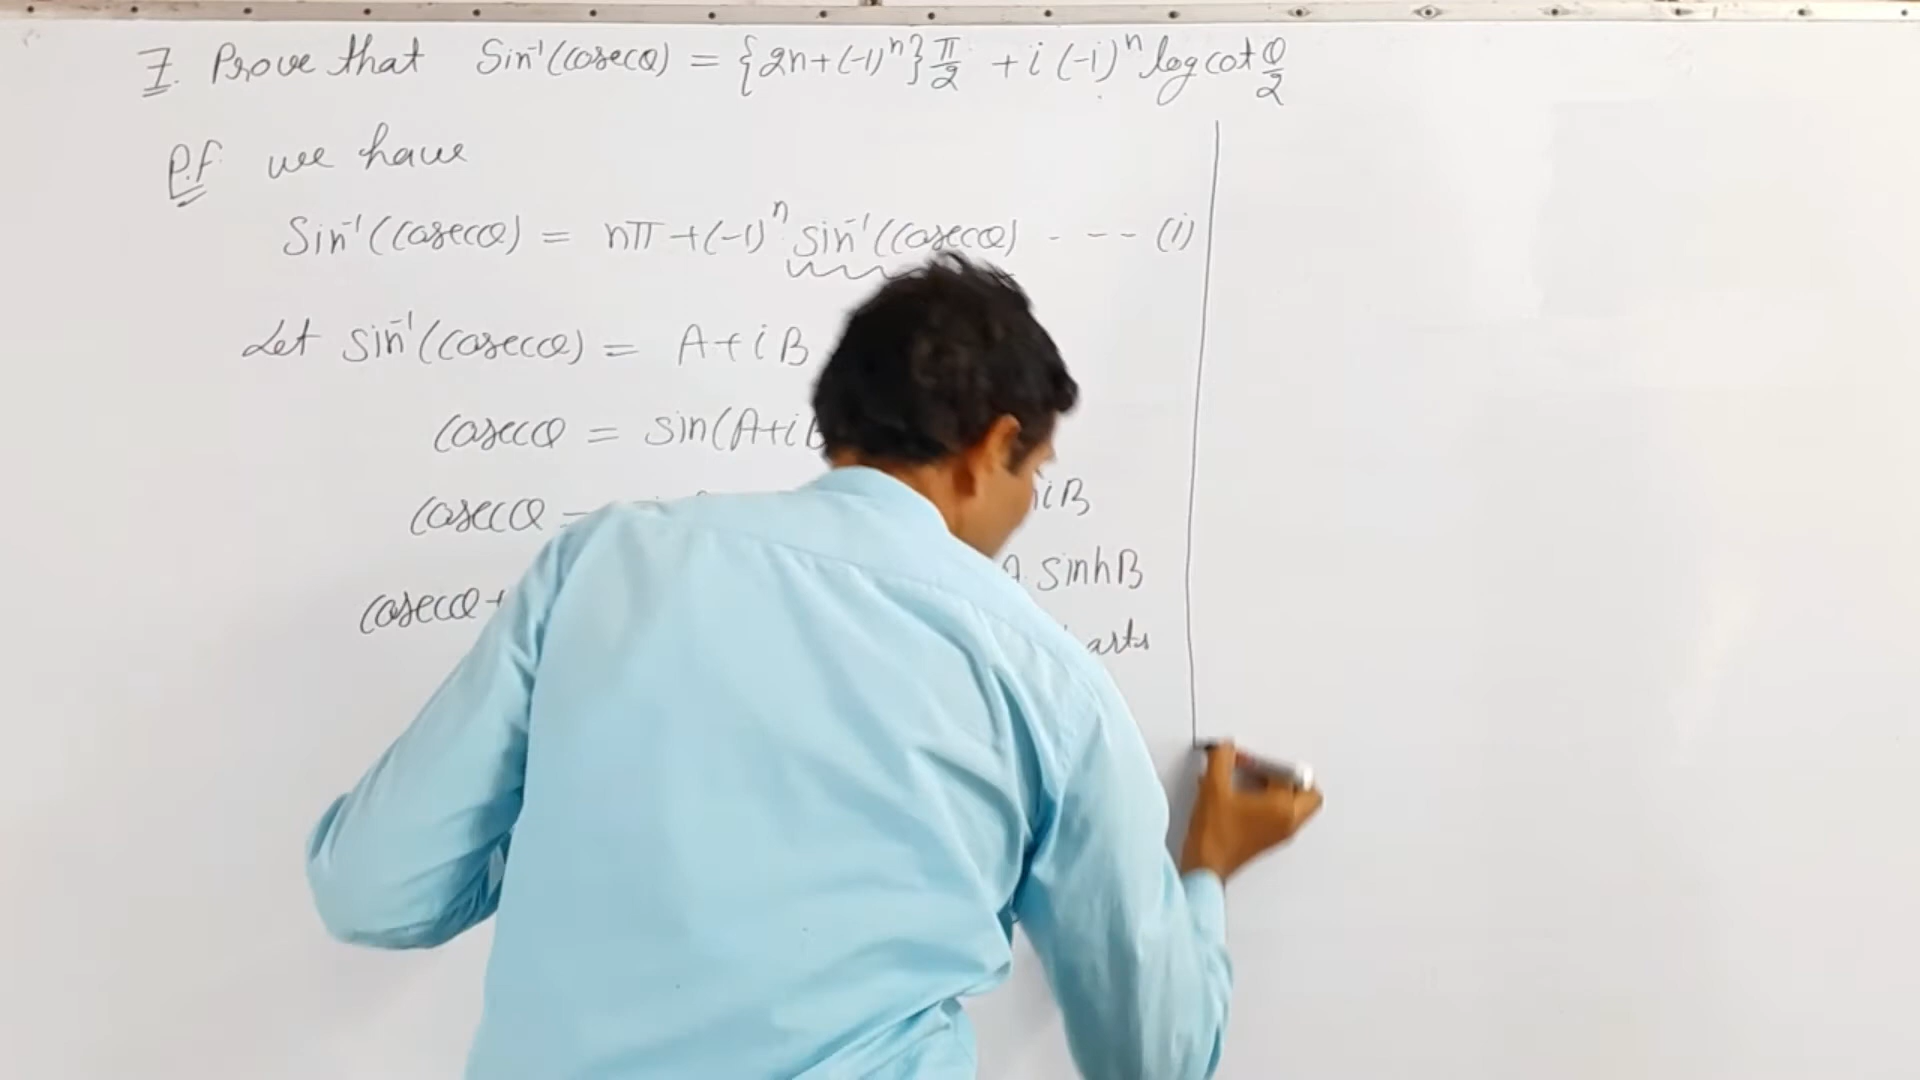 7. Prove that Sin⁻¹(cosecθ) = {2n+(-1)ⁿ}π/2 + i(-1)ⁿ log cot θ/2
P.f we have
Sin⁻¹(cosecθ) = nπ+(-1)ⁿ sin⁻¹(cosecθ) - - - - (i)
Let sin⁻¹(cosecθ) = A+iB
cosecθ = sin(A+iB
cosecθ = iB
cosecθ+ sinhB